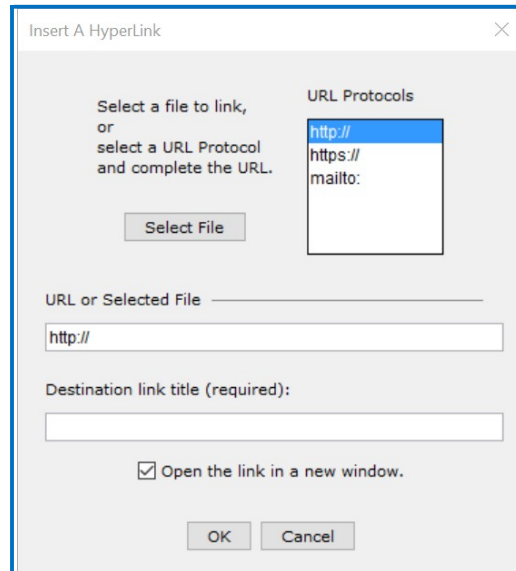 Insert A HyperLink
Select a file to link,
or
select a URL Protocol
and complete the URL.
Select File
URL Protocols
http://
https://
mailto:
URL or Selected File
http://
Destination link title (required):
Open the link in a new window.
OK
Cancel